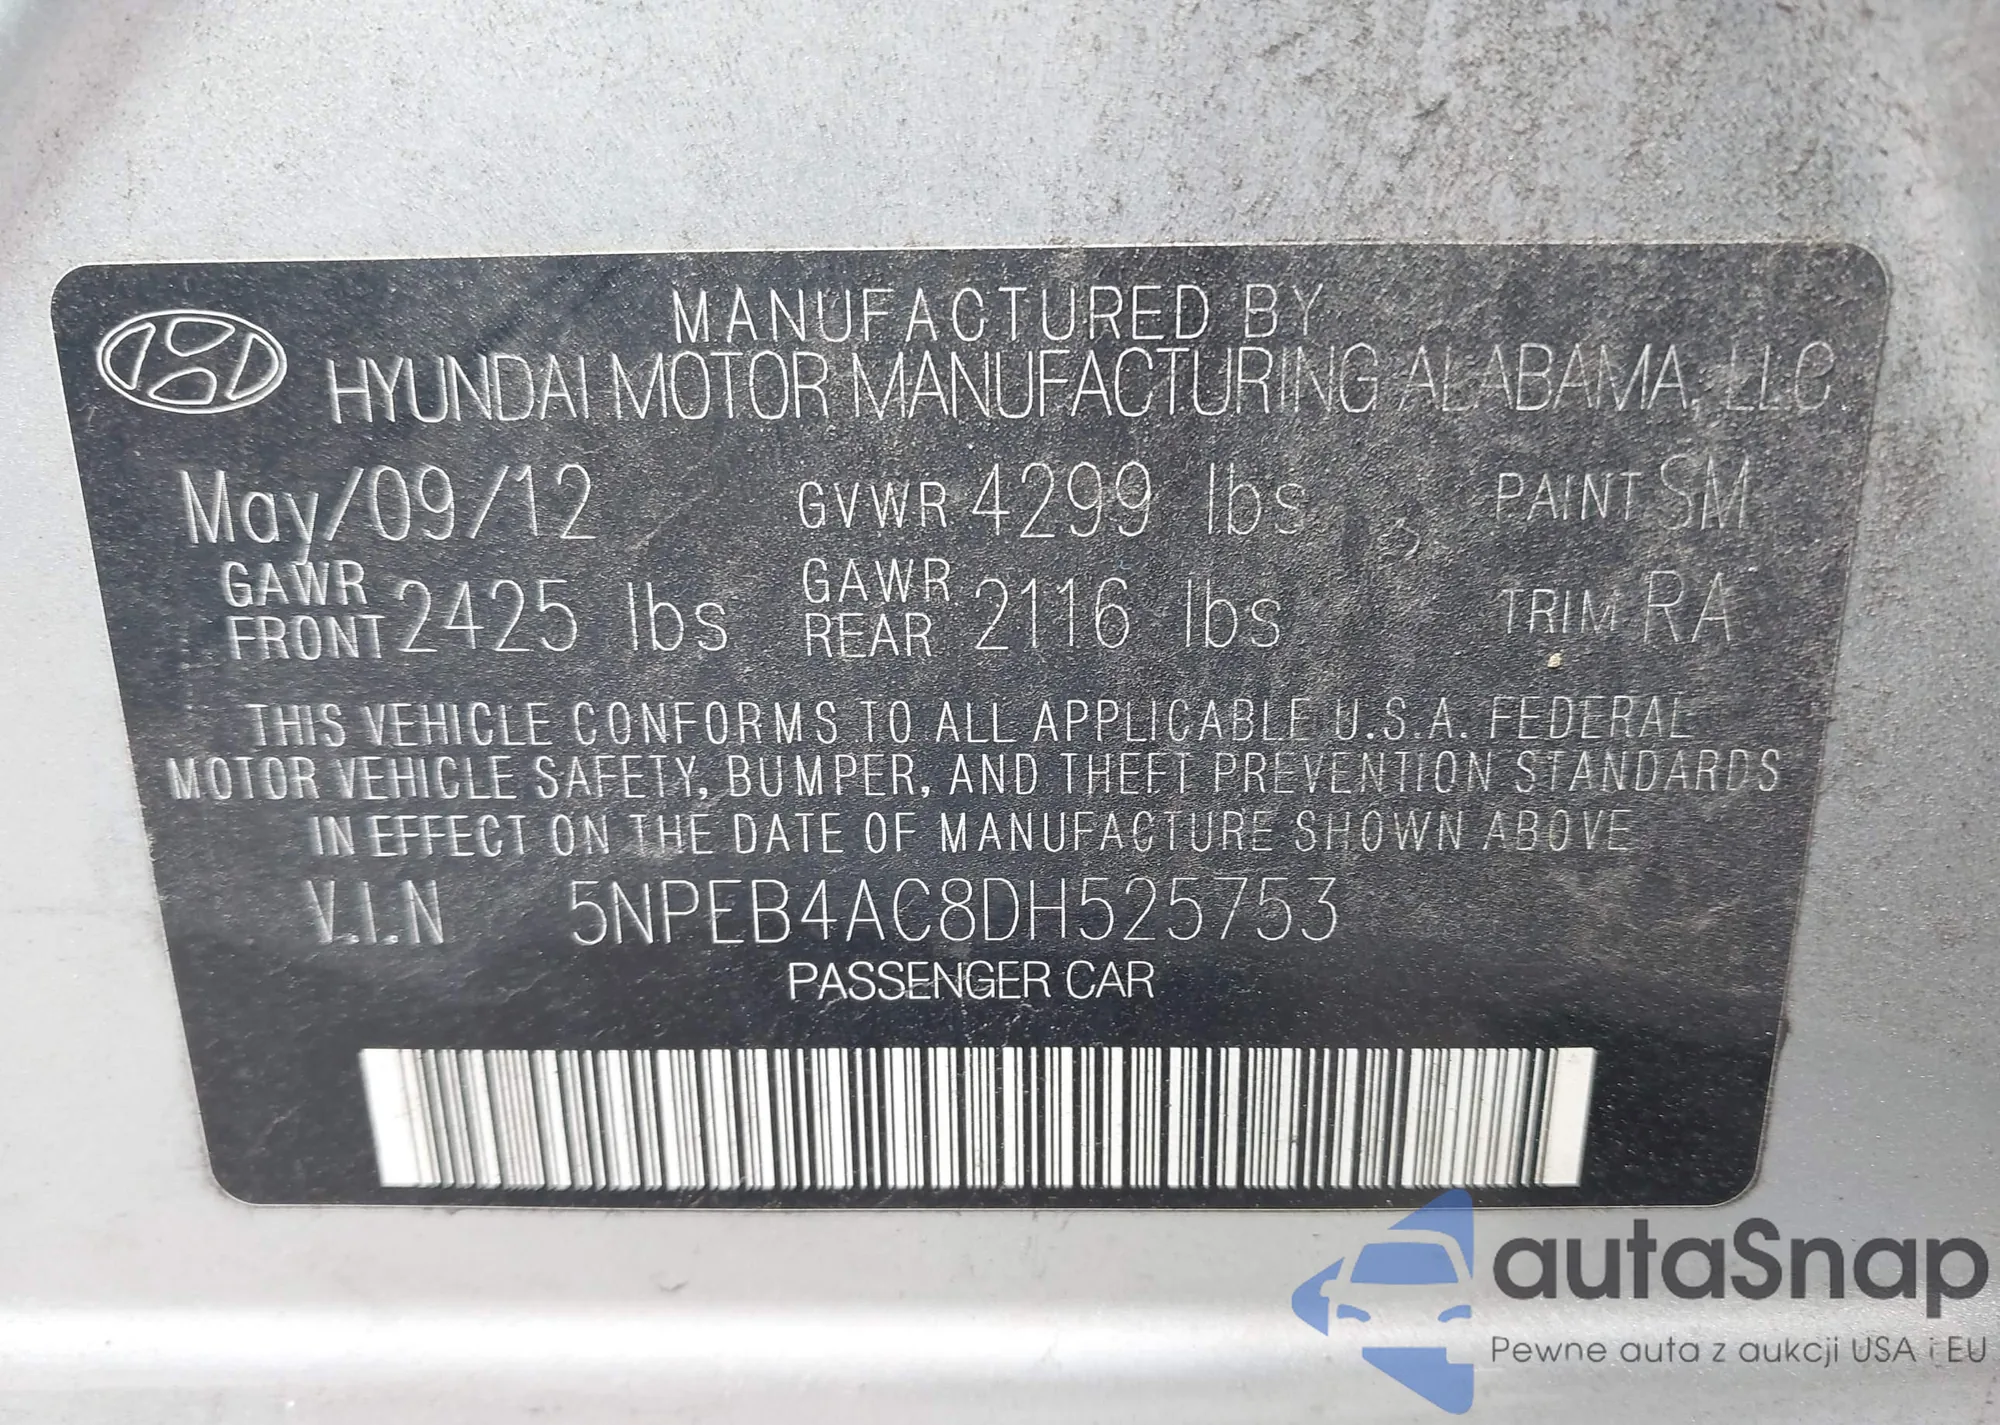 MANUFACTURED BY
HYUNDAI MOTOR MANUFACTURING ALABAMA, LLC
May/09/12 GVWR 4299 lbs PAINT SM
GAWR FRONT 2425 lbs GAWR REAR 2116 lbs TRIM RA
THIS VEHICLE CONFORMS TO ALL APPLICABLE U.S.A. FEDERAL
MOTOR VEHICLE SAFETY, BUMPER, AND THEFT PREVENTION STANDARDS
IN EFFECT ON THE DATE OF MANUFACTURE SHOWN ABOVE
V.I.N 5NPEB4AC8DH525753
PASSENGER CAR
autaSnap
Pewne auta z aukcji USA i EU